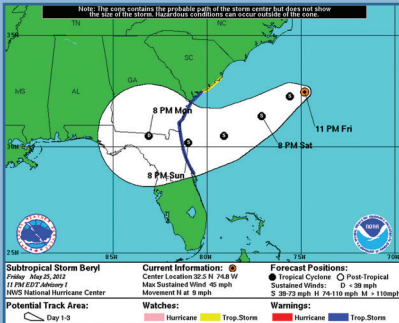 Note: The cone contains the probable path of the storm center but does not show
the size of the storm. Hazardous conditions can occur outside of the cone.
TN
NC
35N
SC
MS
AL
GA
8 PM Mon
11 PM Fri
30N
8 PM Sat
8 PM Sun
25N
85W
80W
75W
70W
NOAA
Subtropical Storm Beryl
Friday May 25, 2012
11 PM EDT Advisory 1
NWS National Hurricane Center
Current Information:
Center Location 32.5 N 74.8 W
Max Sustained Wind 45 mph
Movement N at 9 mph
Forecast Positions:
Tropical Cyclone Post-Tropical
Sustained Winds: D < 39 mph
S 39-73 mph H 74-110 mph M > 110mph
Potential Track Area:
Day 1-3
Watches:
Hurricane Trop.Storm
Warnings:
Hurricane Trop.Storm